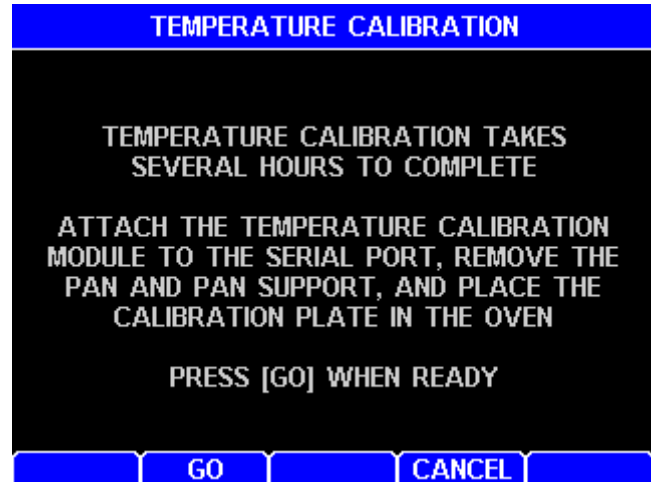 TEMPERATURE CALIBRATION
TEMPERATURE CALIBRATION TAKES
SEVERAL HOURS TO COMPLETE
ATTACH THE TEMPERATURE CALIBRATION
MODULE TO THE SERIAL PORT, REMOVE THE
PAN AND PAN SUPPORT, AND PLACE THE
CALIBRATION PLATE IN THE OVEN
PRESS [GO] WHEN READY
GO CANCEL